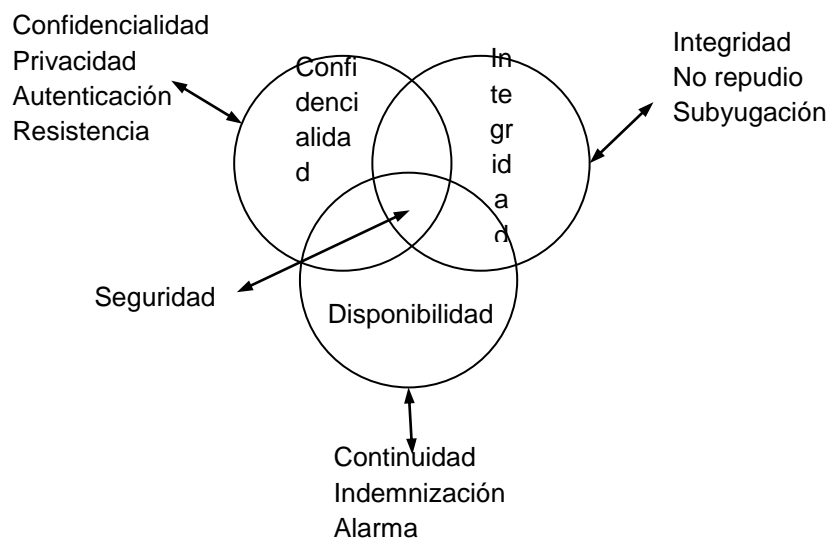 Confidencialidad
Privacidad
Autenticación
Resistencia
Confi
denci
alida
d
In
te
gr
id
a
d
Integridad
No repudio
Subyugación
Seguridad
Disponibilidad
Continuidad
Indemnización
Alarma